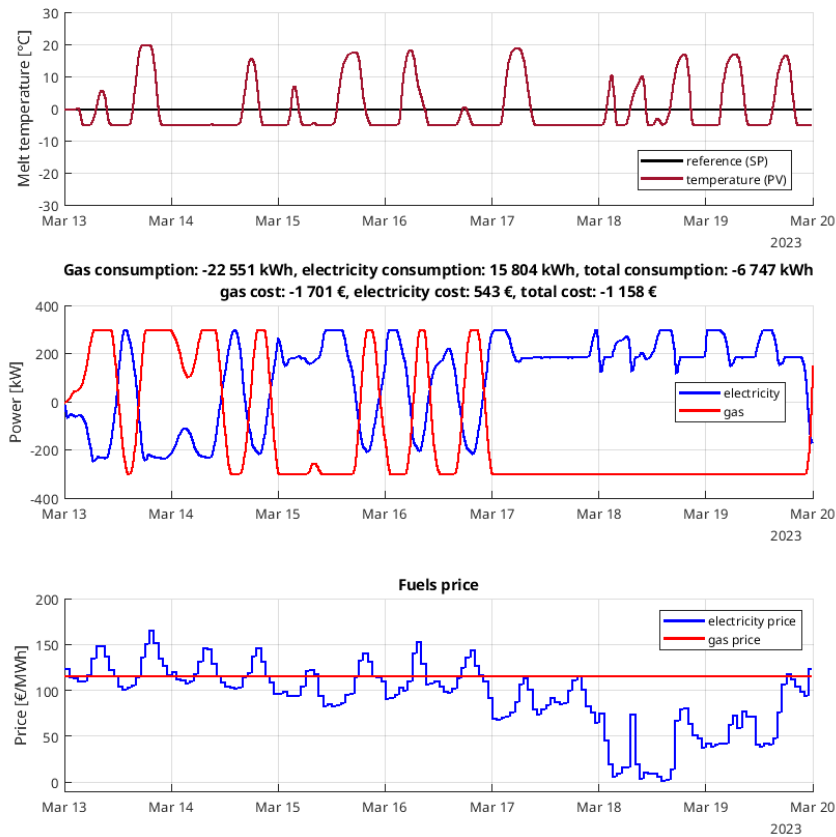 30
20
10
0
-10
-20
-30
Melt temperature [°C]
reference (SP)
temperature (PV)
Mar 13 Mar 14 Mar 15 Mar 16 Mar 17 Mar 18 Mar 19 Mar 20
2023
Gas consumption: -22 551 kWh, electricity consumption: 15 804 kWh, total consumption: -6 747 kWh
gas cost: -1 701 €, electricity cost: 543 €, total cost: -1 158 €
400
200
0
-200
-400
Power [kW]
electricity
gas
Mar 13 Mar 14 Mar 15 Mar 16 Mar 17 Mar 18 Mar 19 Mar 20
2023
Fuels price
200
150
100
50
0
Price [€/MWh]
electricity price
gas price
Mar 13 Mar 14 Mar 15 Mar 16 Mar 17 Mar 18 Mar 19 Mar 20
2023